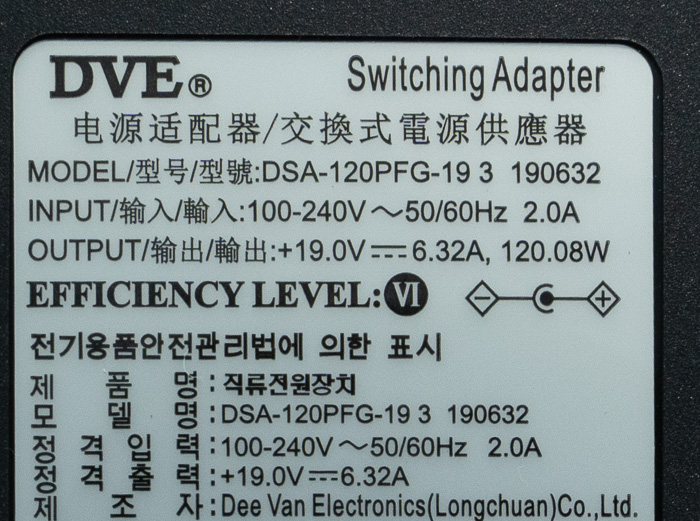 DVE®
Switching Adapter
电源适配器/交換式電源供應器
MODEL/型号/型號:DSA-120PFG-19 3 190632
INPUT/输入/輸入:100-240V～50/60Hz 2.0A
OUTPUT/输出/輸出:+19.0V⎓6.32A, 120.08W
EFFICIENCY LEVEL:Ⅵ
전기용품안전관리법에 의한 표시
제 품 명:직류전원장치
모 델 명:DSA-120PFG-19 3 190632
정격입력:100-240V～50/60Hz 2.0A
정격출력:+19.0V⎓6.32A
제 조 자:Dee Van Electronics(Longchuan)Co.,Ltd.